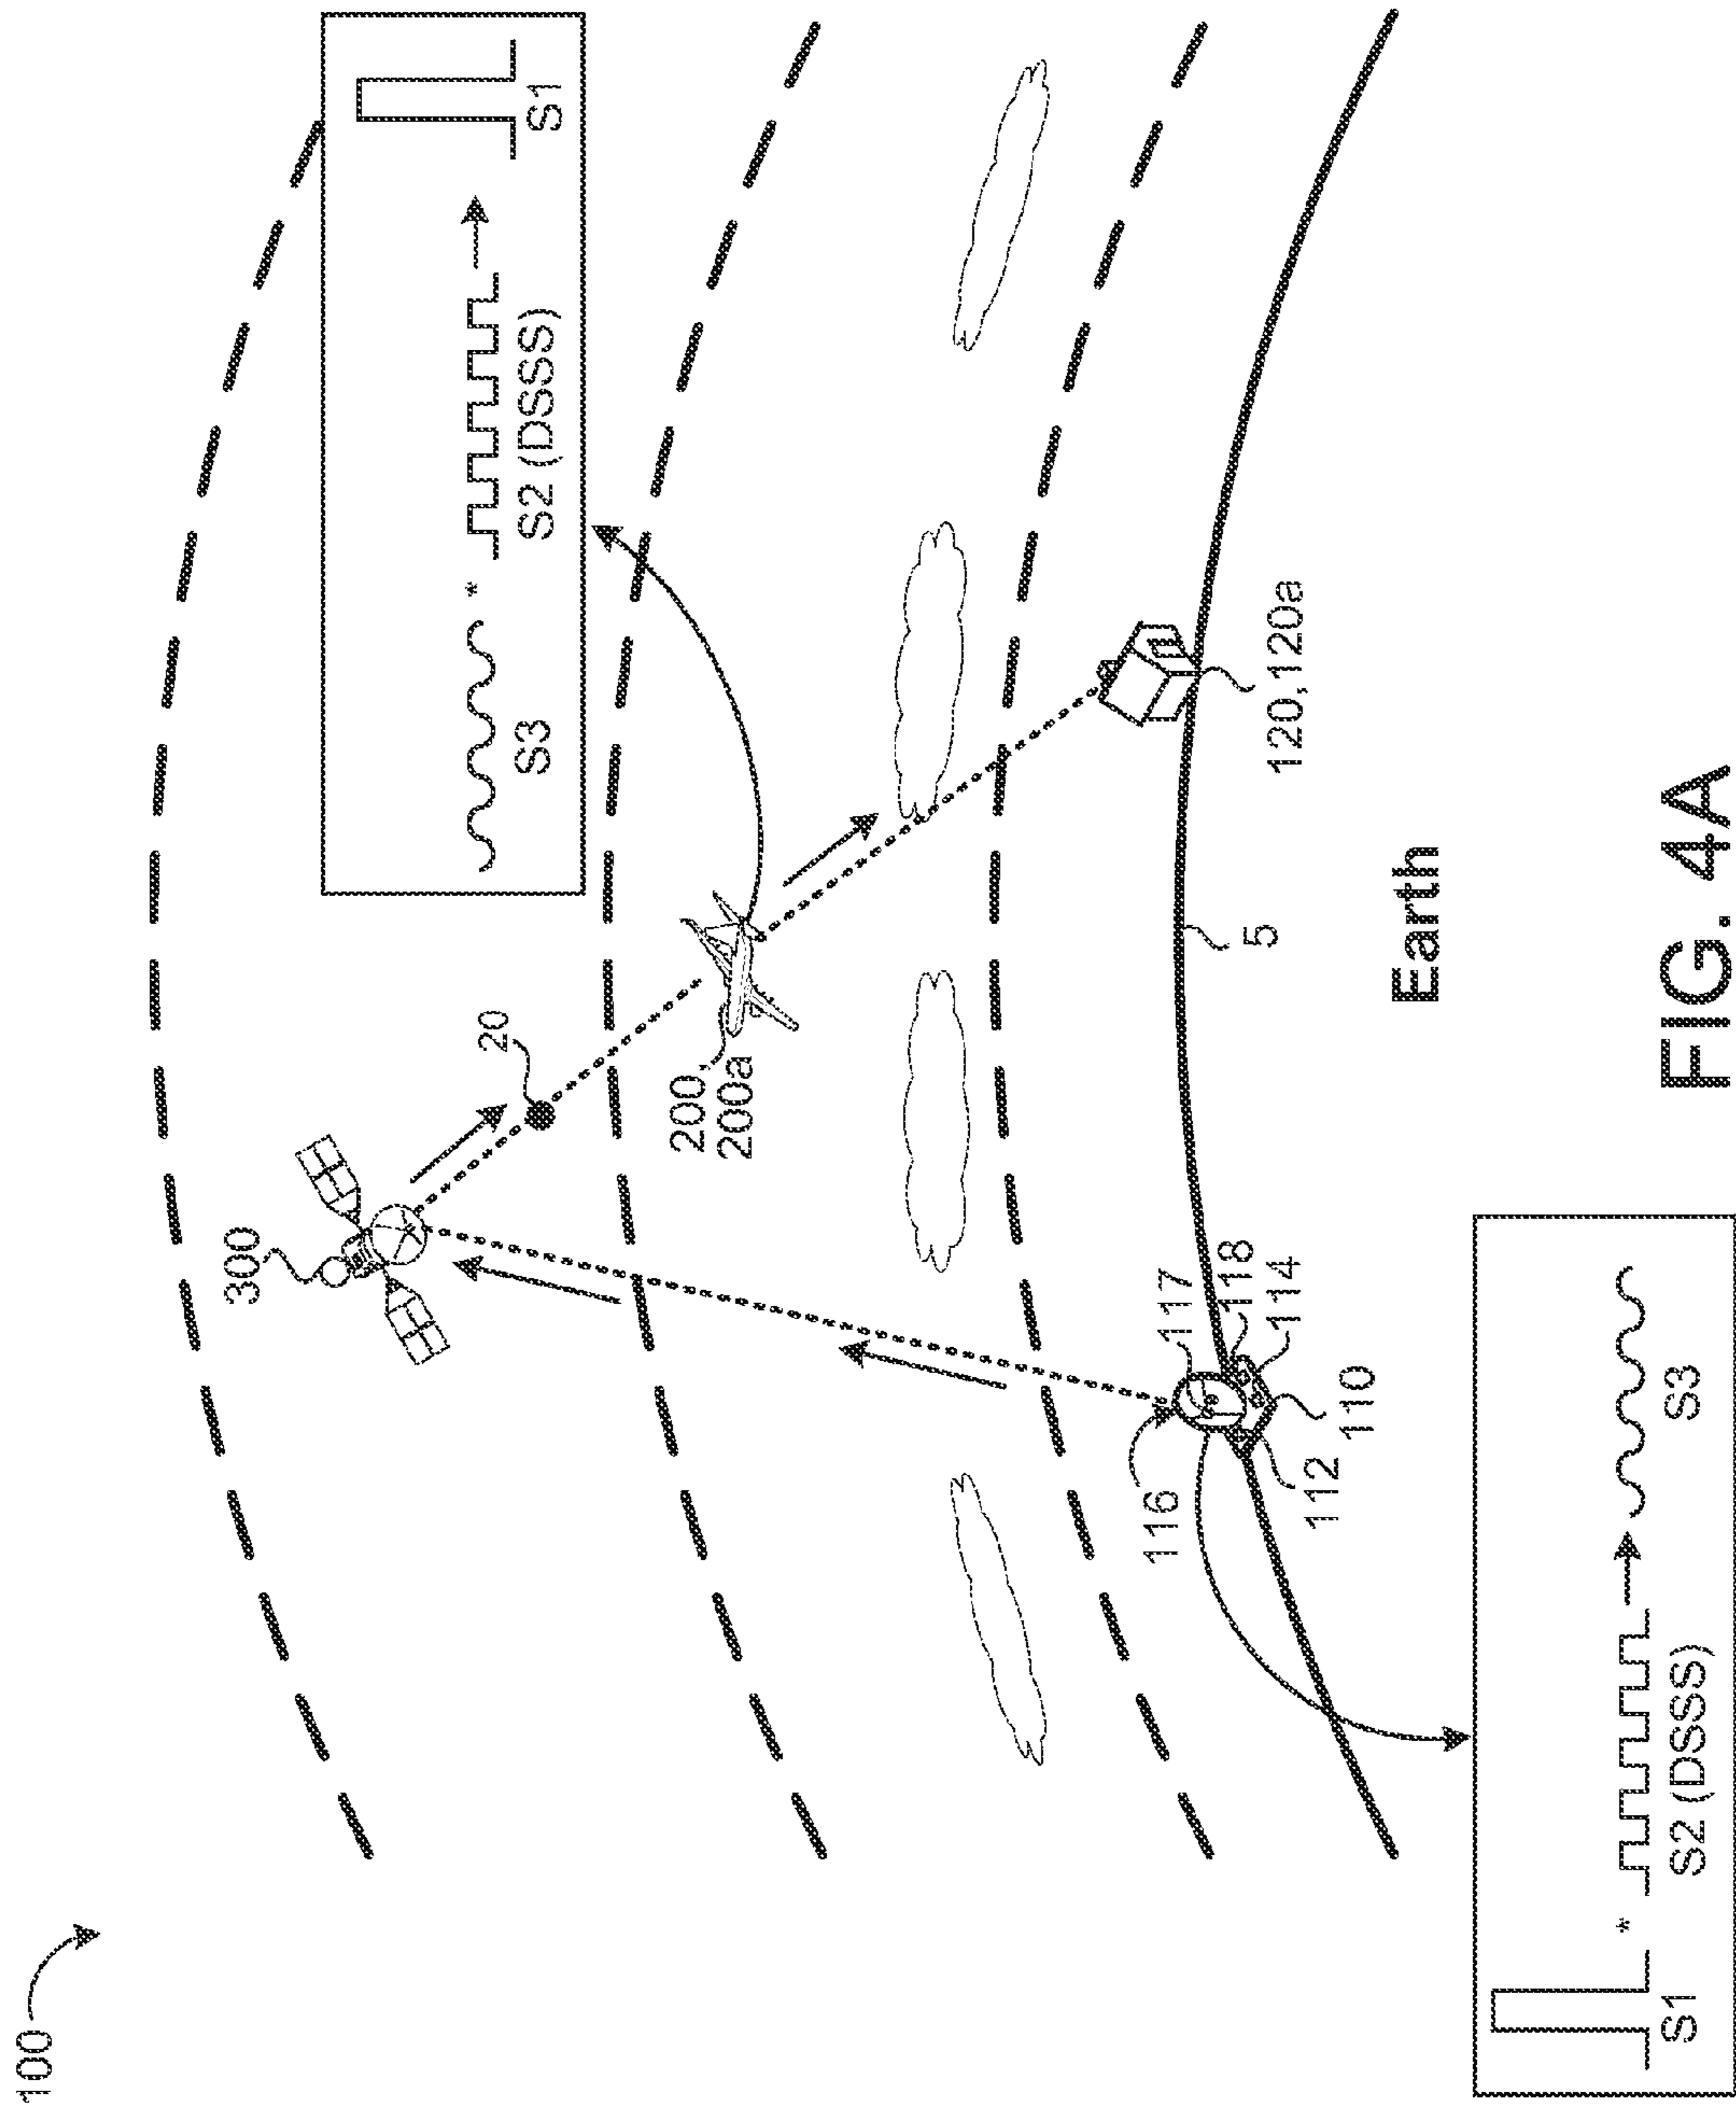 100
300
20
S3
*
S2 (DSSS)
S1
200,
200a
116
117
118
114
110
112
120,120a
5
Earth
S1
*
S2 (DSSS)
S3
FIG. 4A